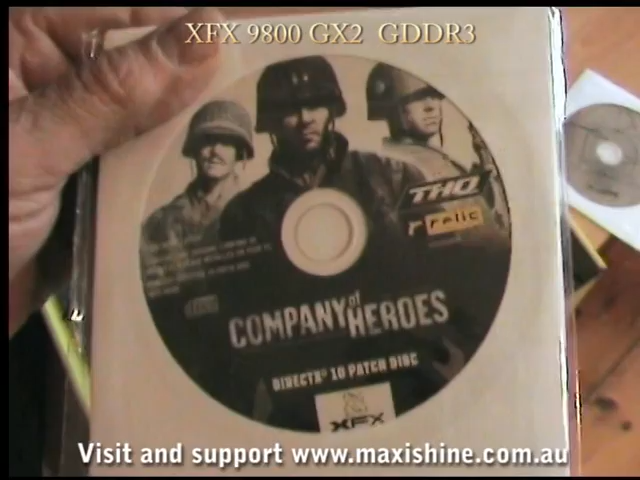 XFX 9800 GX2 GDDR3
THQ
relic
COMPANY of HEROES
DIRECTX® 10 PATCH DISC
XFX
Visit and support www.maxishine.com.au